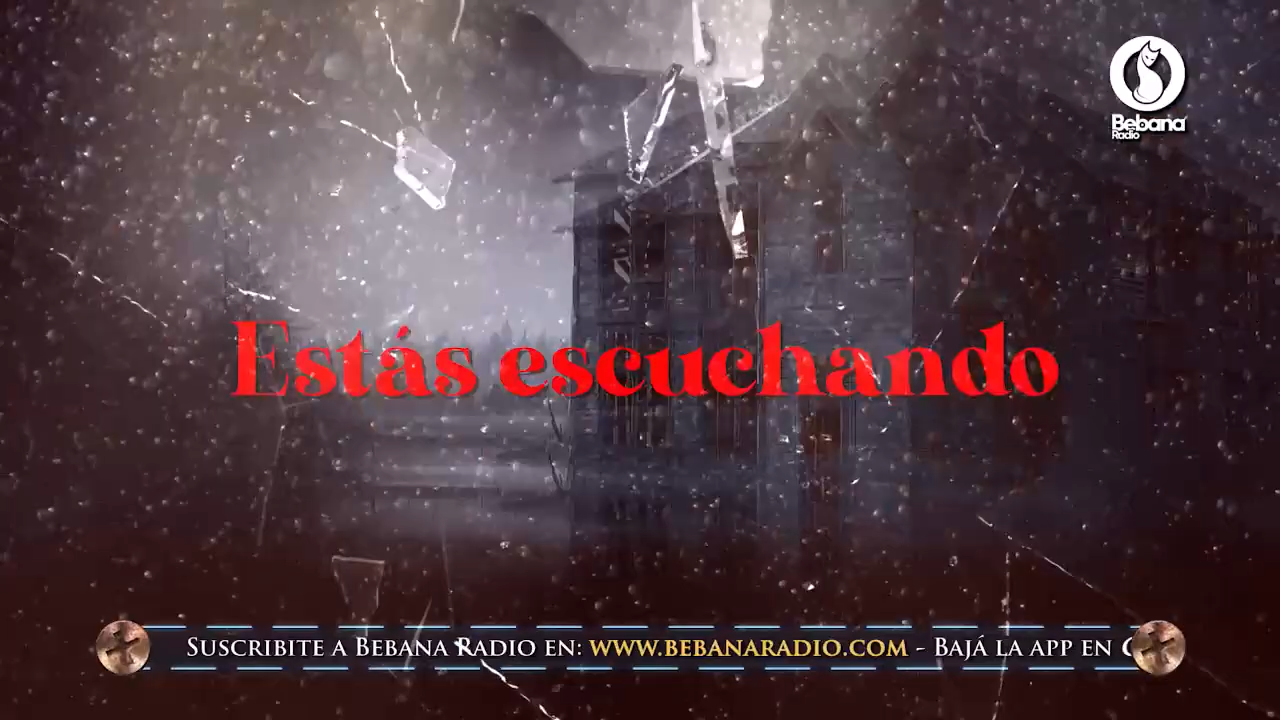 Bebana
Radio
Estás escuchando
SUSCRIBITE A BEBANA RADIO EN: WWW.BEBANARADIO.COM - BAJÁ LA APP EN